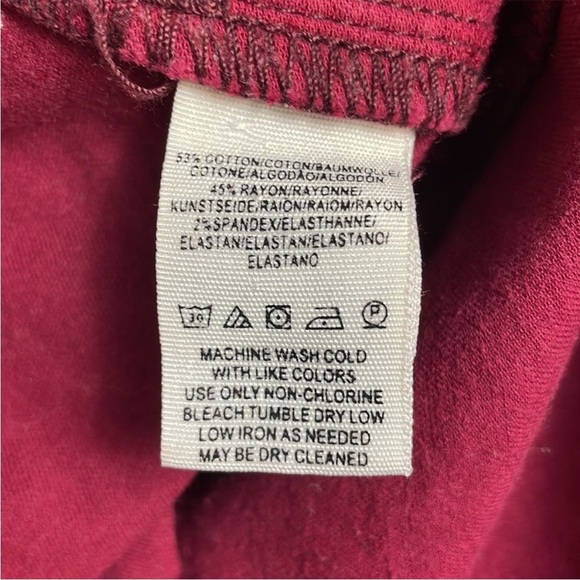 53% COTTON/COTON/BAUMWOLLE/
COTONE/ALGODÃO/ALGODON
45% RAYON/RAYONNE/
KUNSTSEIDE/RAION/RAIOM/RAYON
2%SPANDEX/ELASTHANNE/
ELASTAN/ELASTAN/ELASTANO/
ELASTANO
30 P
MACHINE WASH COLD
WITH LIKE COLORS
USE ONLY NON-CHLORINE
BLEACH TUMBLE DRY LOW
LOW IRON AS NEEDED
MAY BE DRY CLEANED